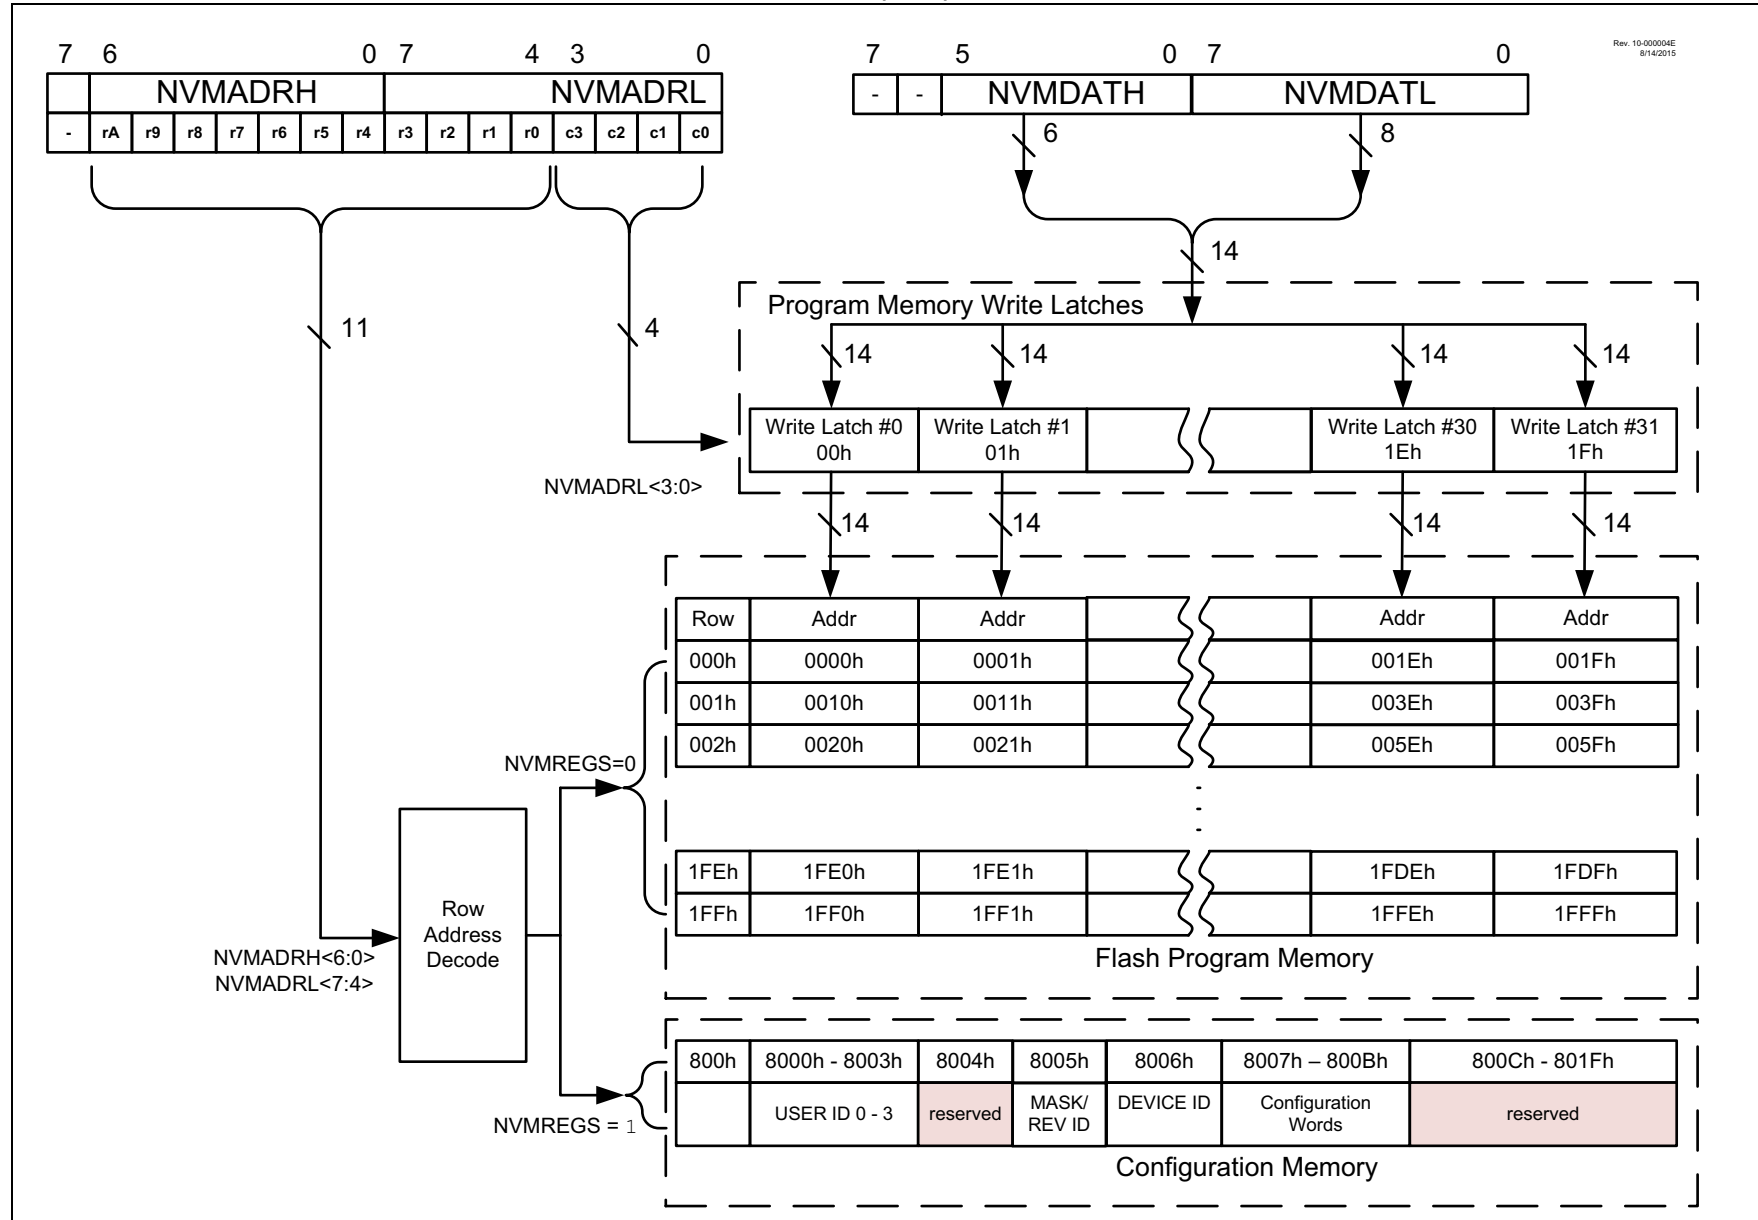 7 6 0 7 4 3 0
NVMADRH NVMADRL
- rA r9 r8 r7 r6 r5 r4 r3 r2 r1 r0 c3 c2 c1 c0
7 5 0 7 0
- - NVMDATH NVMDATL
Rev. 10-000004E
8/14/2015
6 8
14
11
4
Program Memory Write Latches
14 14 14 14
Write Latch #0
00h
Write Latch #1
01h
Write Latch #30
1Eh
Write Latch #31
1Fh
NVMADRL<3:0>
14 14 14 14
Row Addr Addr Addr Addr
000h 0000h 0001h 001Eh 001Fh
001h 0010h 0011h 003Eh 003Fh
002h 0020h 0021h 005Eh 005Fh
NVMREGS=0
1FEh 1FE0h 1FE1h 1FDEh 1FDFh
1FFh 1FF0h 1FF1h 1FFEh 1FFFh
Flash Program Memory
Row
Address
Decode
NVMADRH<6:0>
NVMADRL<7:4>
800h 8000h - 8003h 8004h 8005h 8006h 8007h – 800Bh 800Ch - 801Fh
USER ID 0 - 3
reserved
MASK/
REV ID
DEVICE ID
Configuration
Words
reserved
NVMREGS = 1
Configuration Memory